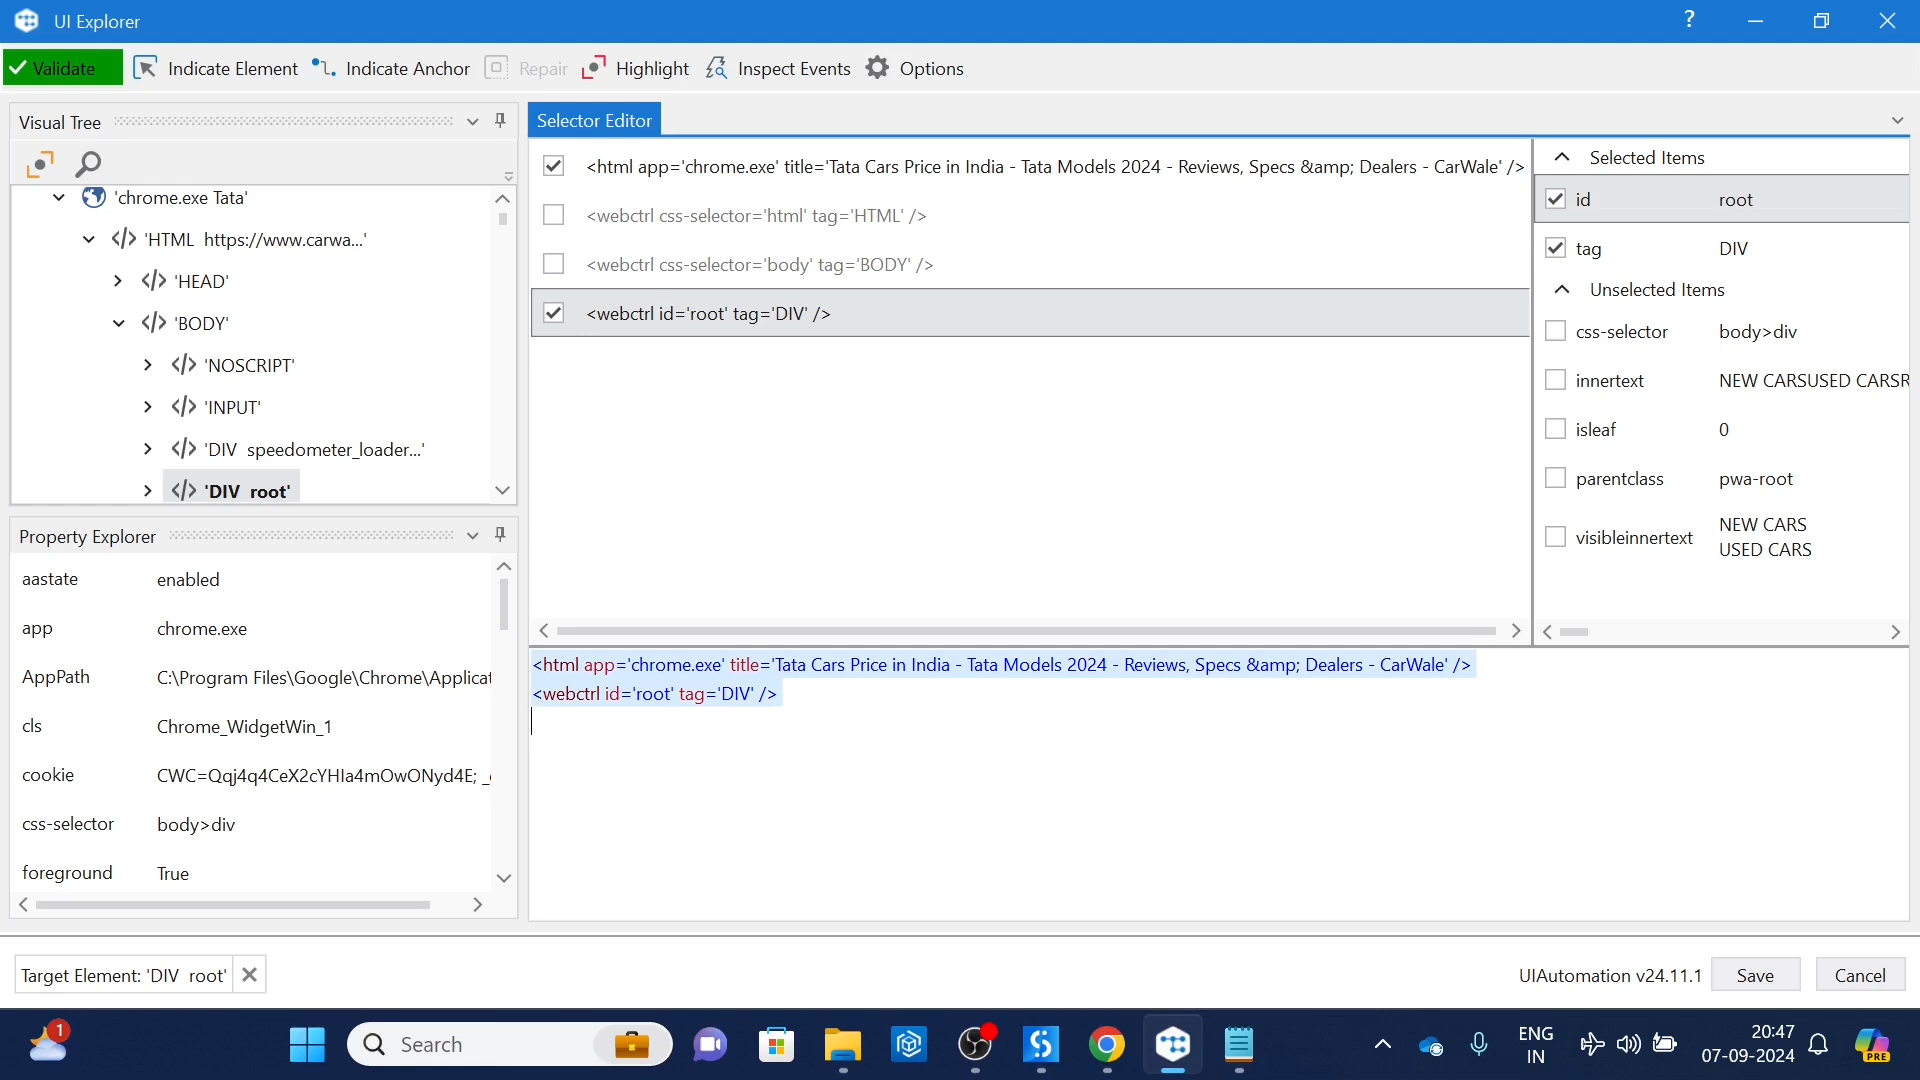 UI Explorer
?
Validate
Indicate Element
Indicate Anchor
Repair
Highlight
Inspect Events
Options
Visual Tree
'chrome.exe Tata'
'HTML https://www.carwa...'
'HEAD'
'BODY'
'NOSCRIPT'
'INPUT'
'DIV speedometer_loader...'
'DIV root'
Property Explorer
aastate enabled
app chrome.exe
AppPath C:\Program Files\Google\Chrome\Applicat
cls Chrome_WidgetWin_1
cookie CWC=Qqj4q4CeX2cYHIa4mOwONyd4E;
css-selector body>div
foreground True
Selector Editor
<html app='chrome.exe' title='Tata Cars Price in India - Tata Models 2024 - Reviews, Specs &amp; Dealers - CarWale' />
<webctrl css-selector='html' tag='HTML' />
<webctrl css-selector='body' tag='BODY' />
<webctrl id='root' tag='DIV' />
Selected Items
id root
tag DIV
Unselected Items
css-selector body>div
innertext NEW CARSUSED CARSR
isleaf 0
parentclass pwa-root
visibleinnertext NEW CARS
USED CARS
<html app='chrome.exe' title='Tata Cars Price in India - Tata Models 2024 - Reviews, Specs &amp; Dealers - CarWale' />
<webctrl id='root' tag='DIV' />
Target Element: 'DIV root'
UIAutomation v24.11.1
Save
Cancel
1
Search
ENG
IN
20:47
07-09-2024
PRE